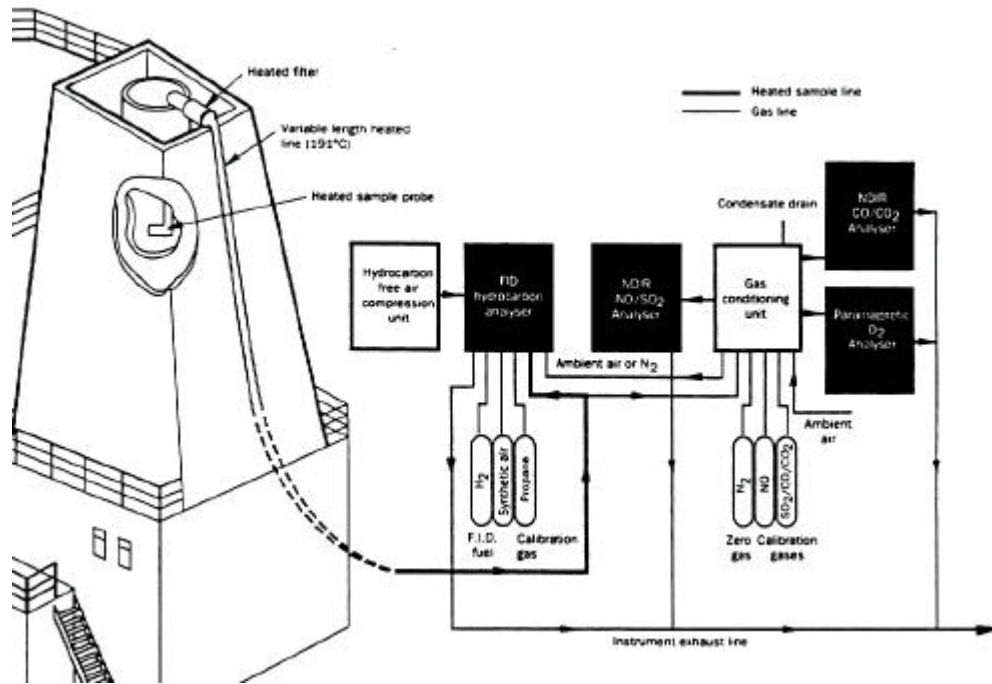 Heated filter
Variable length heated
line (191°C)
Heated sample probe
Heated sample line
Gas line
Condensate drain
NDIR
CO/CO2
Analyser
Hydrocarbon
free air
compression
unit
FID
hydrocarbon
analyser
NDIR
NO/SO2
Analyser
Gas
conditioning
unit
Paramagnetic
O2
Analyser
Ambient air or N2
Ambient
air
H2
Synthetic air
Propane
N2
NO
SO2/CO/CO2
F.I.D.
fuel
Calibration
gas
Zero
gas
Calibration
gases
Instrument exhaust line